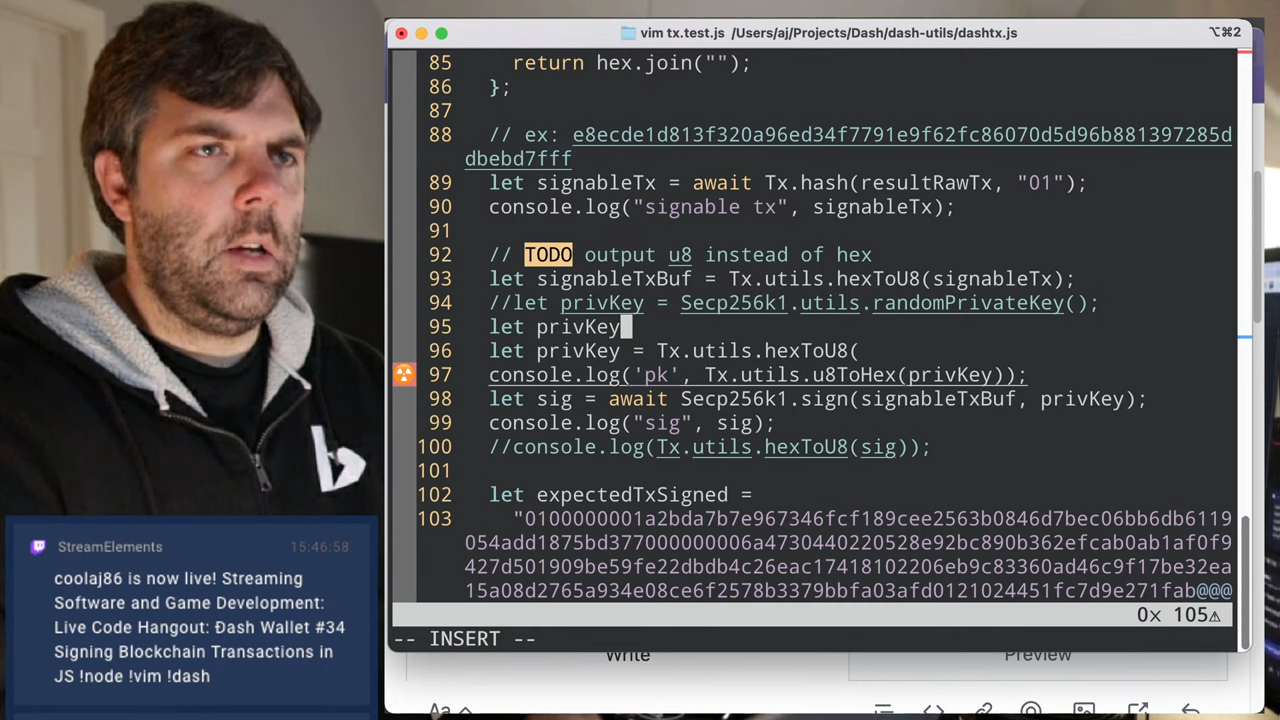 vim tx.test.js /Users/aj/Projects/Dash/dash-utils/dashtx.js
⌥⌘2
85 return hex.join("");
86 };
87
88 // ex: e8ecde1d813f320a96ed34f7791e9f62fc86070d5d96b881397285d
dbebd7fff
89 let signableTx = await Tx.hash(resultRawTx, "01");
90 console.log("signable tx", signableTx);
91
92 // TODO output u8 instead of hex
93 let signableTxBuf = Tx.utils.hexToU8(signableTx);
94 //let privKey = Secp256k1.utils.randomPrivateKey();
95 let privKey
96 let privKey = Tx.utils.hexToU8(
97 console.log('pk', Tx.utils.u8ToHex(privKey));
98 let sig = await Secp256k1.sign(signableTxBuf, privKey);
99 console.log("sig", sig);
100 //console.log(Tx.utils.hexToU8(sig));
101
102 let expectedTxSigned =
103 "0100000001a2bda7b7e967346fcf189cee2563b0846d7bec06bb6db6119
054add1875bd377000000006a4730440220528e92bc890b362efcab0ab1af0f9
427d501909be59fe22dbdb4c26eac17418102206eb9c83360ad46c9f17be32ea
15a08d2765a934e08ce6f2578b3379bbfa03afd0121024451fc7d9e271fab@@@
0× 105⚠
-- INSERT --
Write
Preview
Aa
StreamElements
15:46:58
coolaj86 is now live! Streaming
Software and Game Development:
Live Code Hangout: Đash Wallet #34
Signing Blockchain Transactions in
JS !node !vim !dash